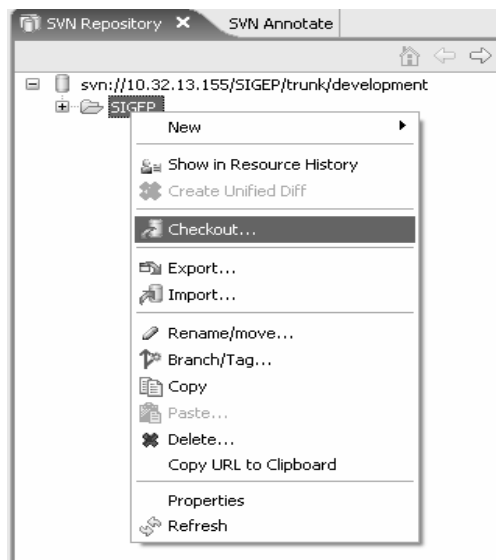 SVN Repository SVN Annotate
svn://10.32.13.155/SIGEP/trunk/development
SIGEP
New
Show in Resource History
Create Unified Diff
Checkout...
Export...
Import...
Rename/move...
Branch/Tag...
Copy
Paste...
Delete...
Copy URL to Clipboard
Properties
Refresh